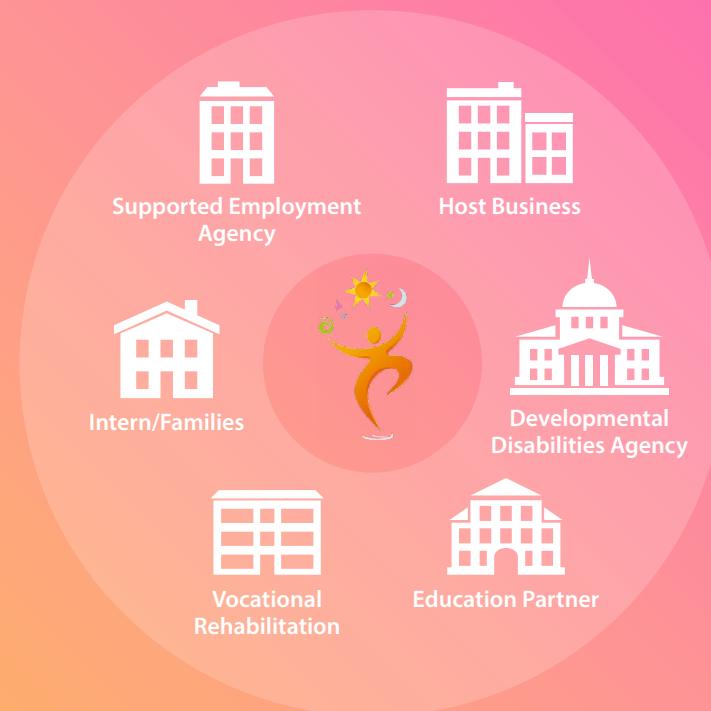 Supported Employment
Agency
Host Business
Intern/Families
Developmental
Disabilities Agency
Vocational
Rehabilitation
Education Partner